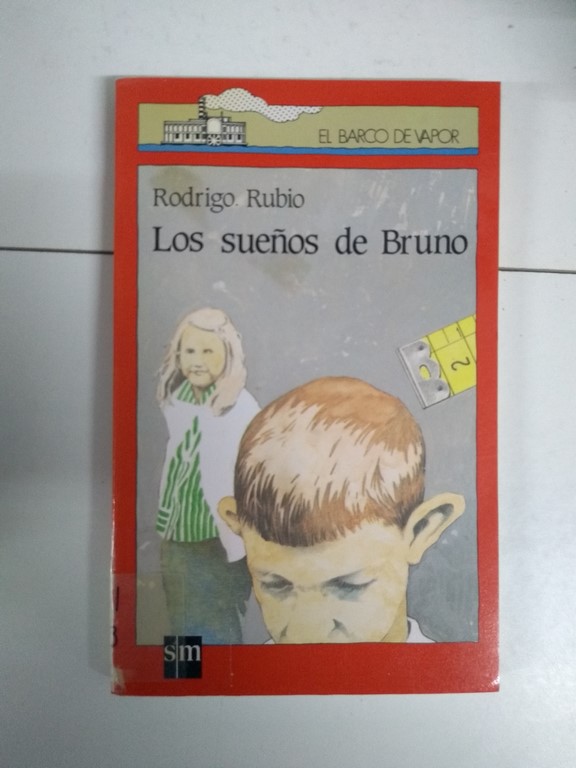 EL BARCO DE VAPOR
Rodrigo Rubio
Los sueños de Bruno
2
1
sm